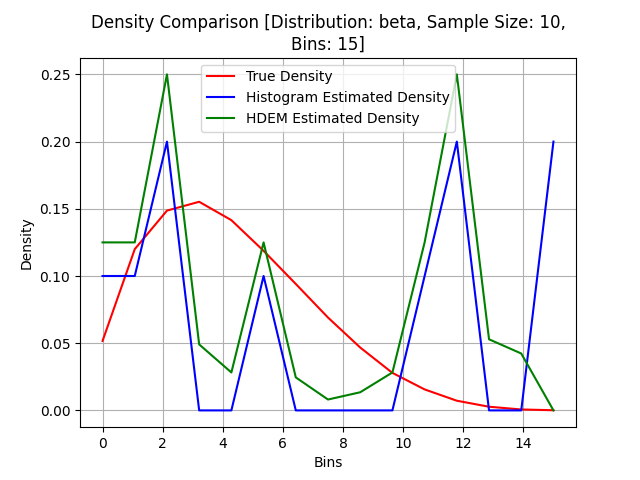 Density Comparison [Distribution: beta, Sample Size: 10,
Bins: 15]
True Density
Histogram Estimated Density
HDEM Estimated Density
Density
0.25
0.20
0.15
0.10
0.05
0.00
0 2 4 6 8 10 12 14
Bins